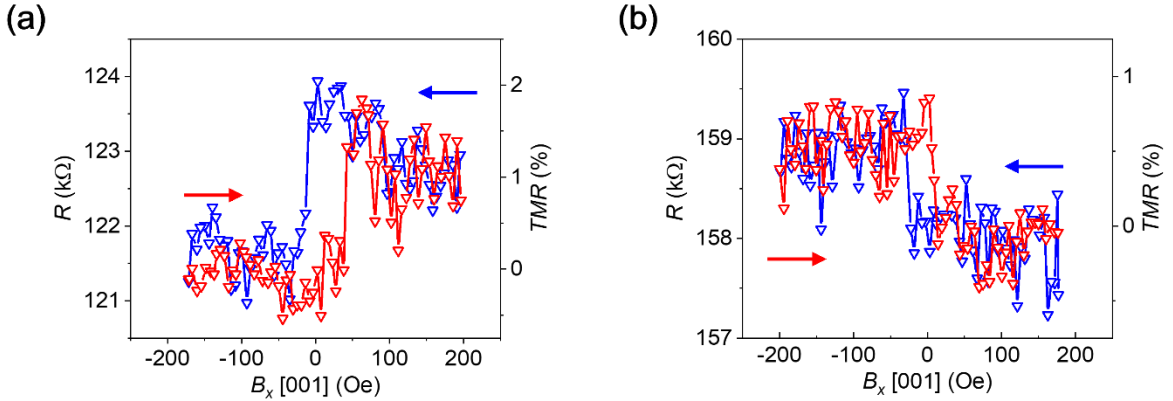 (a)
124
123
122
121
R (kΩ)
2
1
0
TMR (%)
-200 -100 0 100 200
Bx [001] (Oe)
(b)
160
159
158
157
R (kΩ)
1
0
TMR (%)
-200 -100 0 100 200
Bx [001] (Oe)